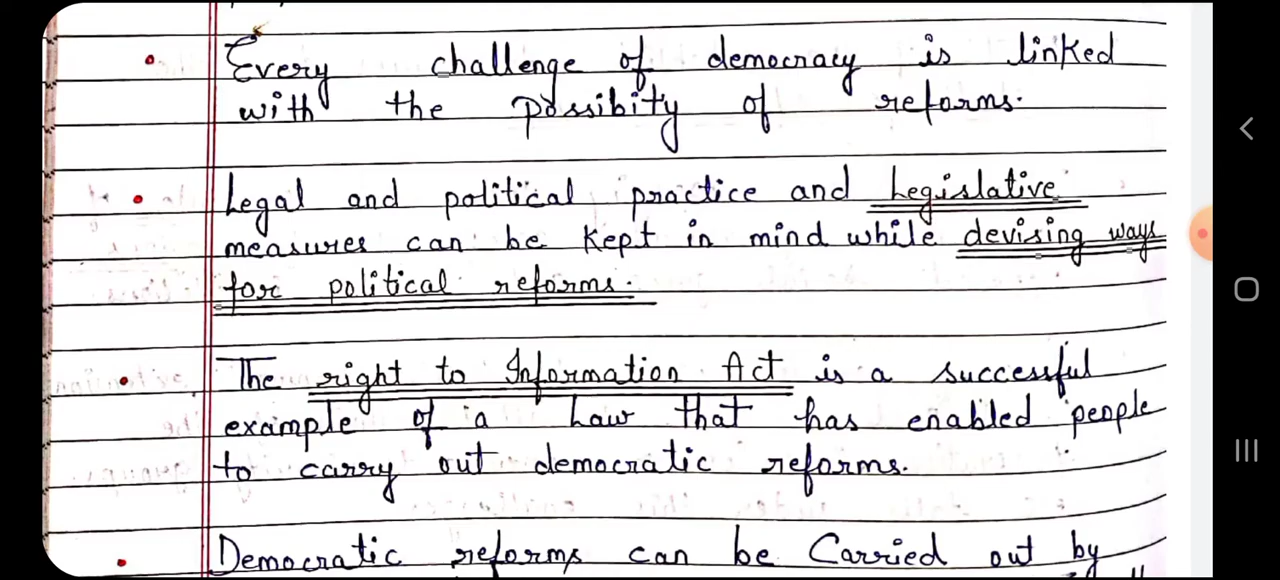 Every challenge of democracy is linked
with the possibity of reforms.
Legal and political practice and Legislative
measures can be kept in mind while devising ways
for political reforms.
The right to Information Act is a successful
example of a Law that has enabled people
to carry out democratic reforms.
Democratic reforms can be Carried out by